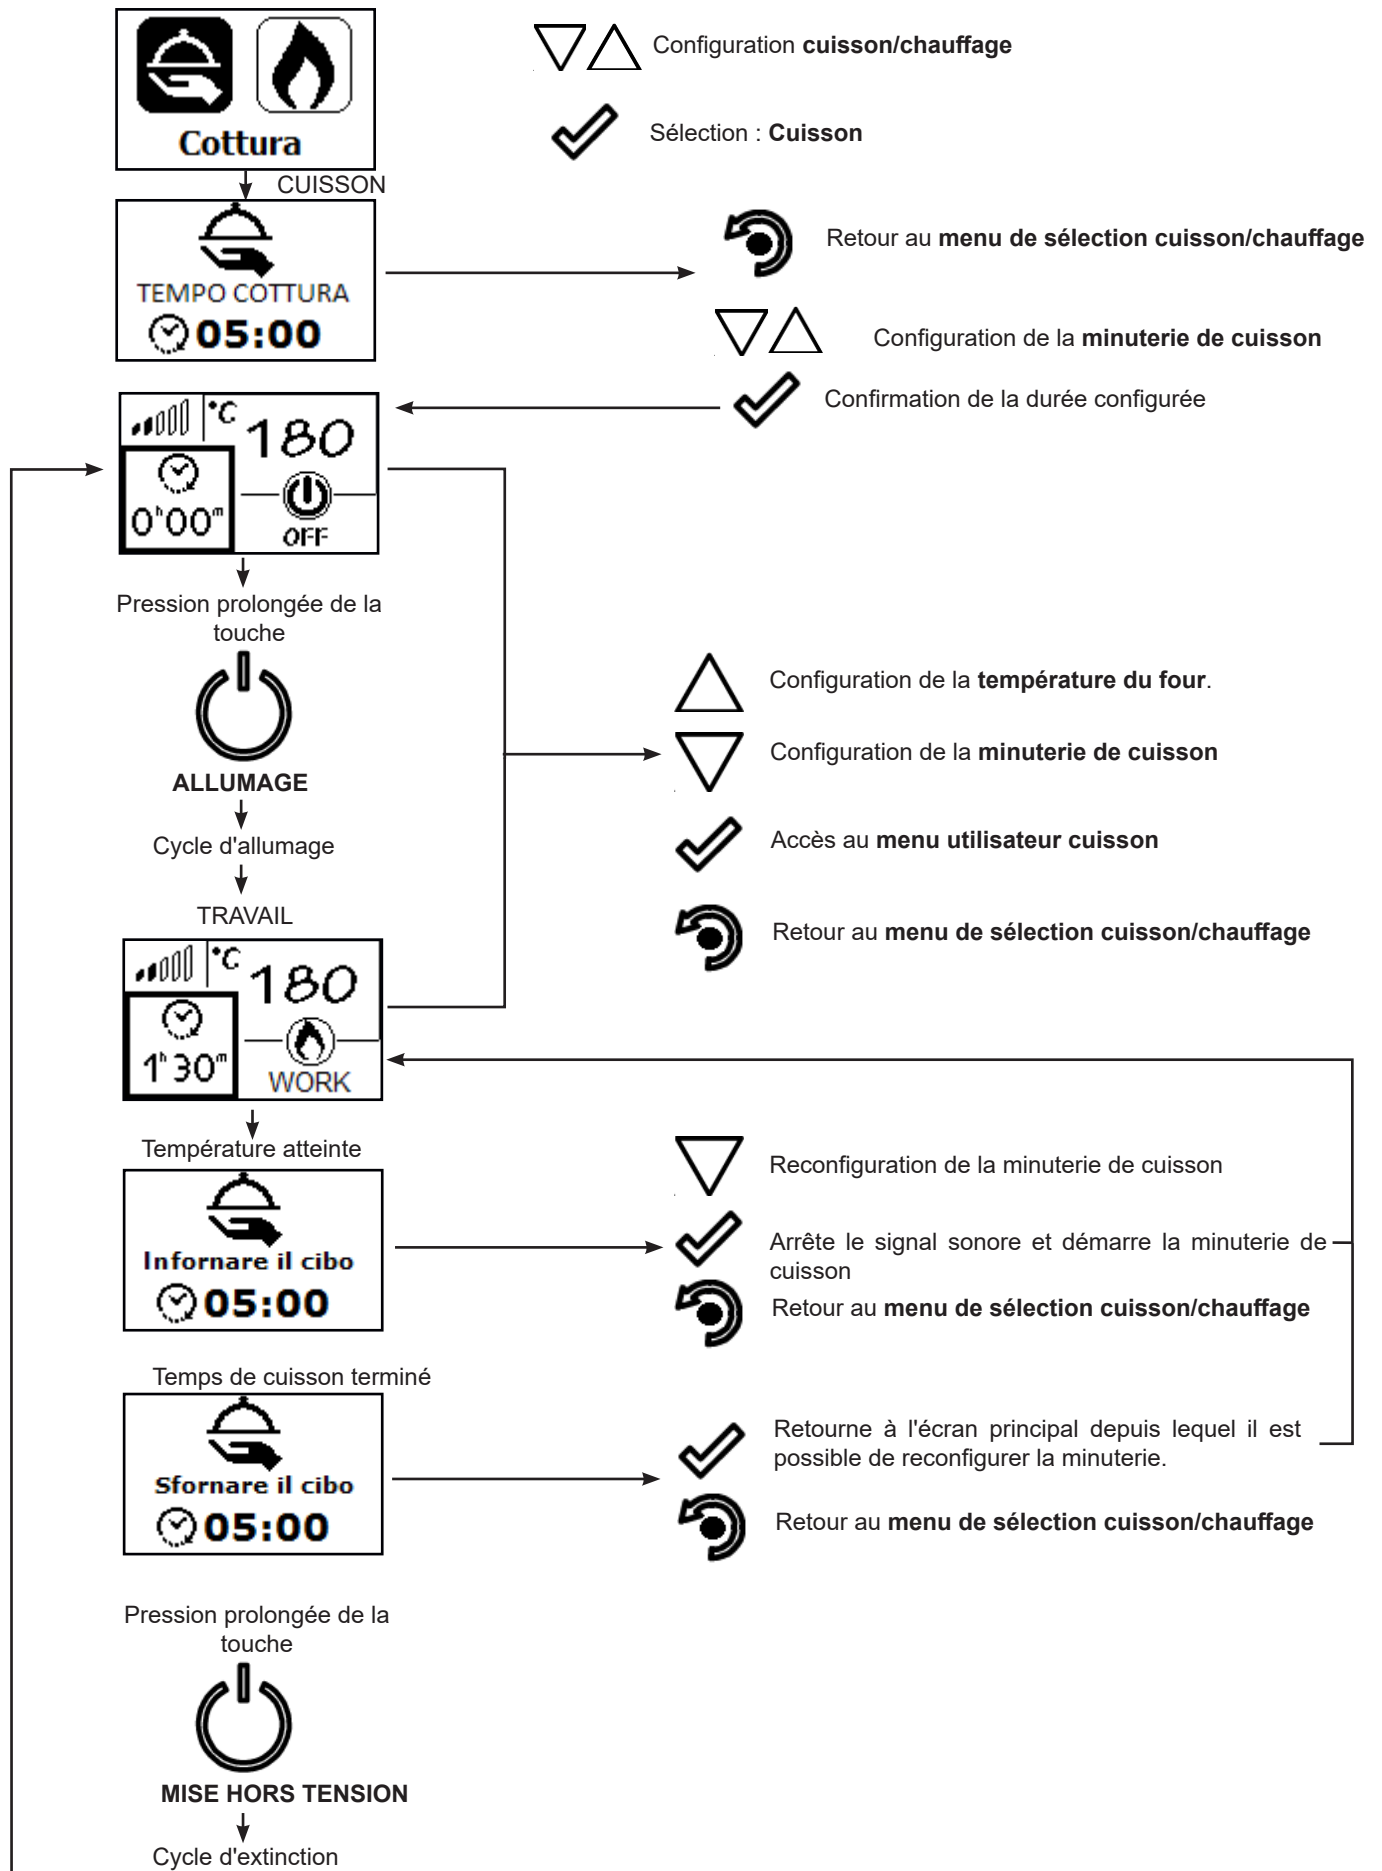 Configuration cuisson/chauffage
Cottura
Sélection : Cuisson
CUISSON
TEMPO COTTURA
05:00
Retour au menu de sélection cuisson/chauffage
Configuration de la minuterie de cuisson
Confirmation de la durée configurée
°C 180
0h00m
OFF
Pression prolongée de la
touche
ALLUMAGE
Cycle d'allumage
TRAVAIL
Configuration de la température du four.
Configuration de la minuterie de cuisson
Accès au menu utilisateur cuisson
Retour au menu de sélection cuisson/chauffage
°C 180
1h30m
WORK
Température atteinte
Infornare il cibo
05:00
Reconfiguration de la minuterie de cuisson
Arrête le signal sonore et démarre la minuterie de
cuisson
Retour au menu de sélection cuisson/chauffage
Temps de cuisson terminé
Sfornare il cibo
05:00
Retourne à l'écran principal depuis lequel il est
possible de reconfigurer la minuterie.
Retour au menu de sélection cuisson/chauffage
Pression prolongée de la
touche
MISE HORS TENSION
Cycle d'extinction